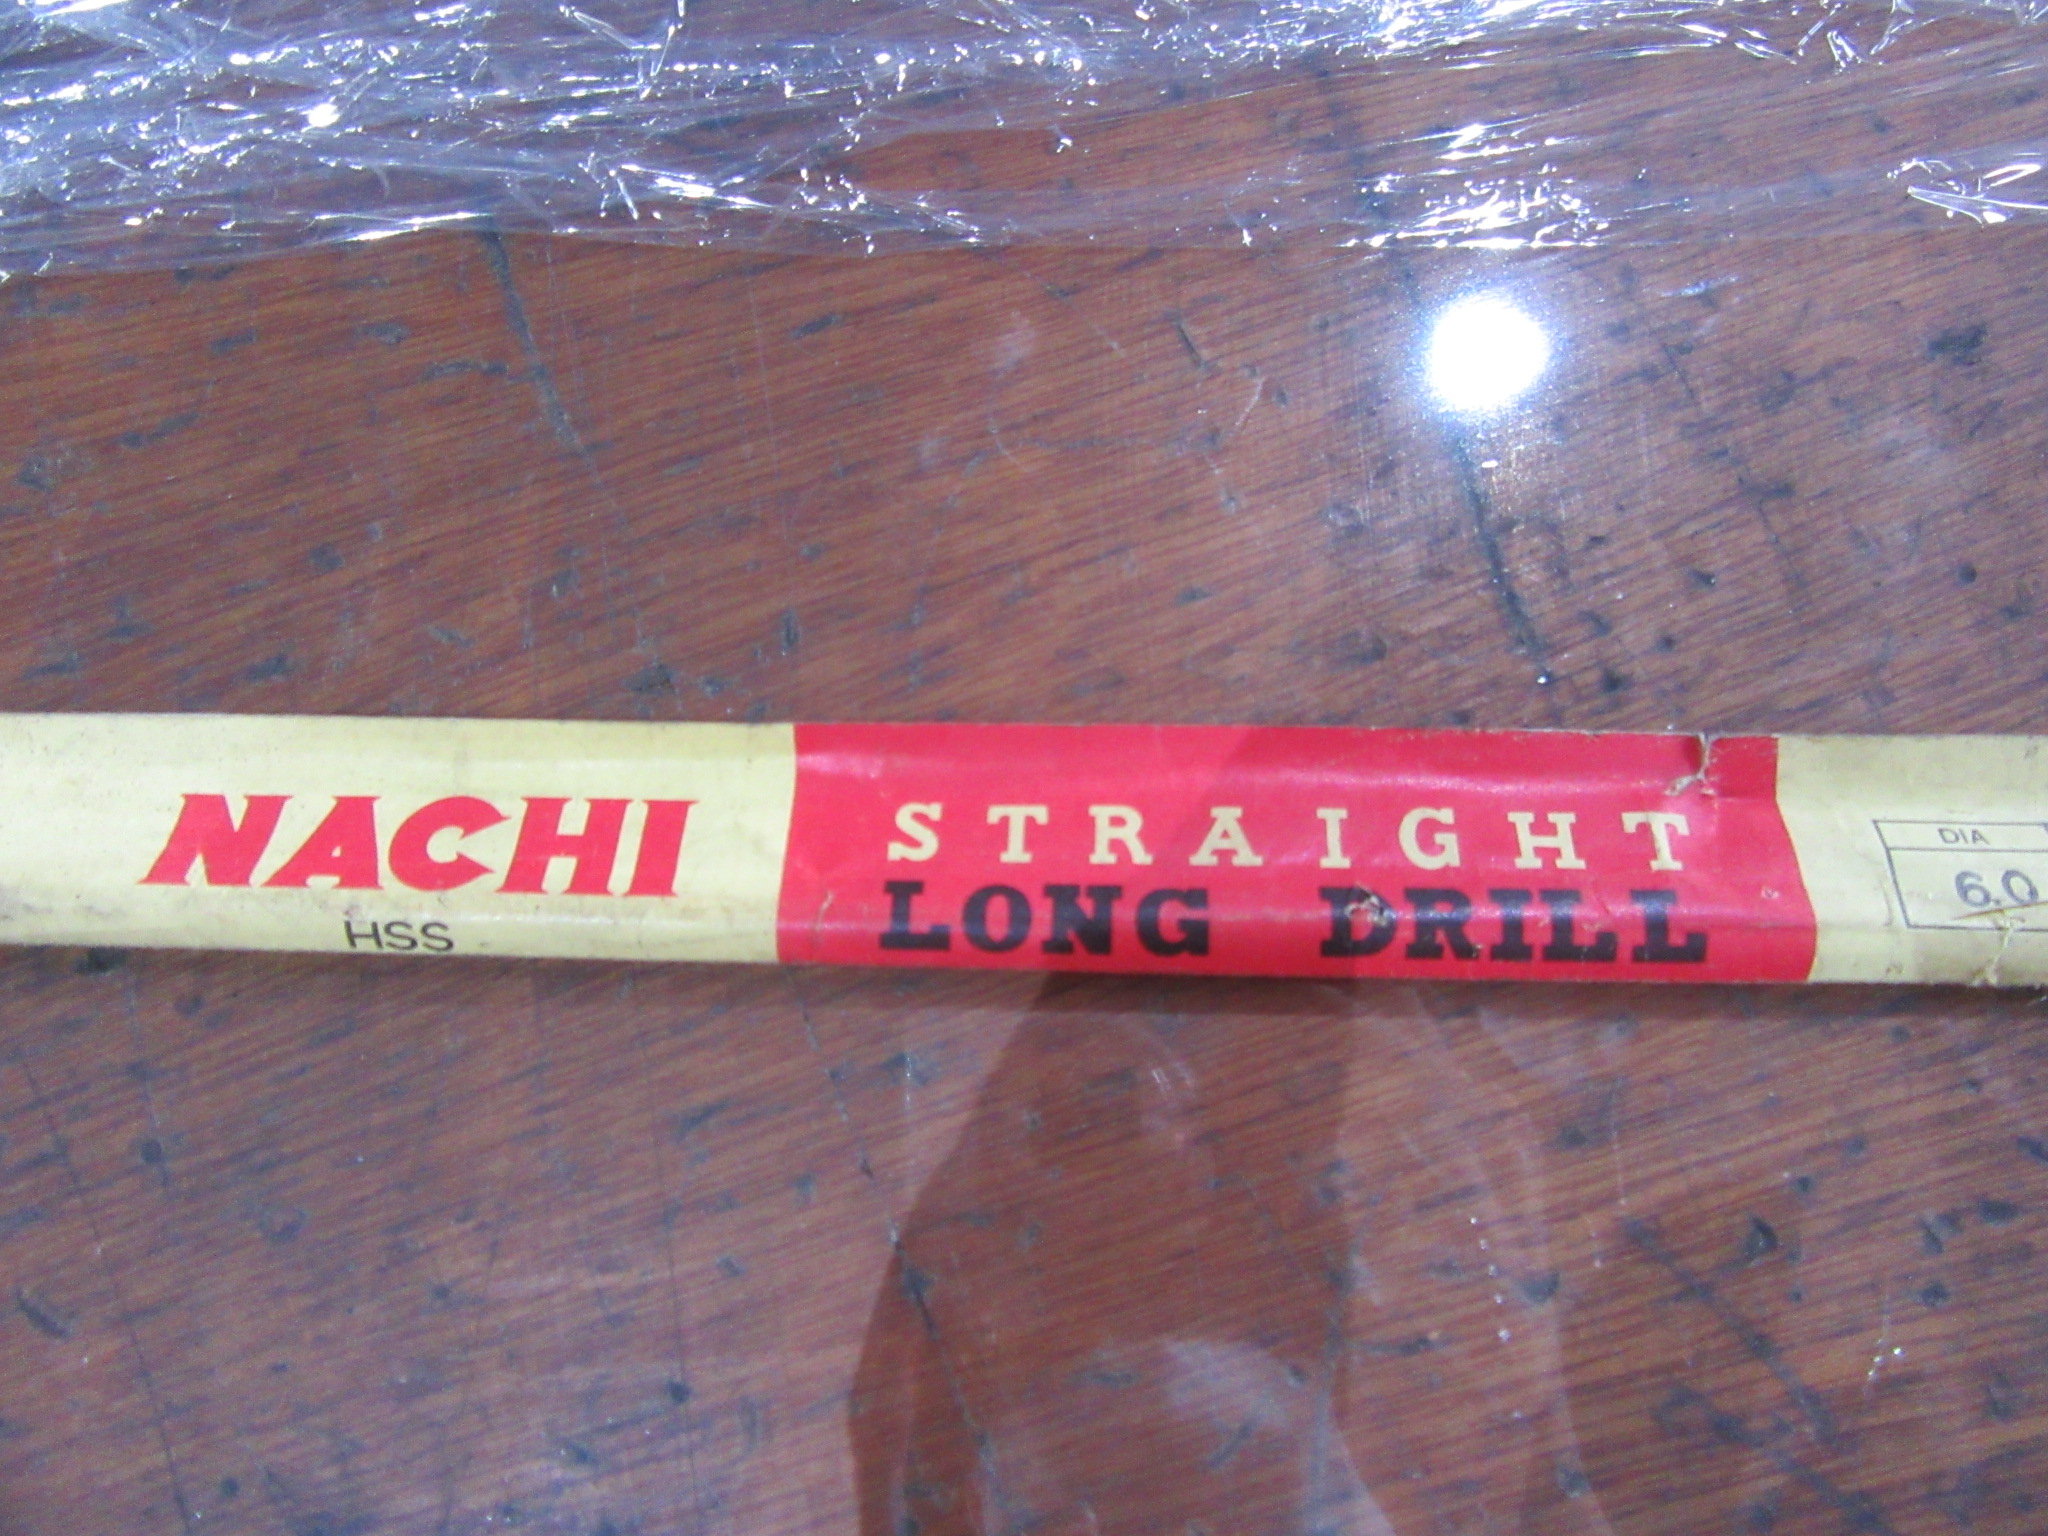 NACHI
HSS
STRAIGHT
LONG DRILL
DIA
6.0